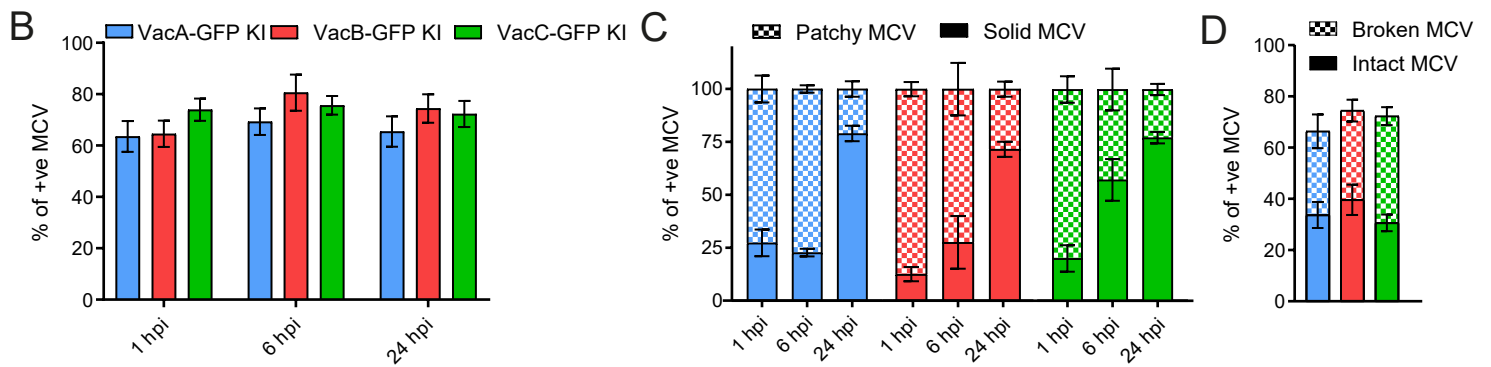 B
VacA-GFP KI VacB-GFP KI VacC-GFP KI
% of +ve MCV
100
80
60
40
20
0
1 hpi 6 hpi 24 hpi
C
Patchy MCV Solid MCV
% of +ve MCV
100
75
50
25
0
1 hpi 6 hpi 24 hpi 1 hpi 6 hpi 24 hpi 1 hpi 6 hpi 24 hpi
D
Broken MCV
Intact MCV
% of +ve MCV
100
80
60
40
20
0